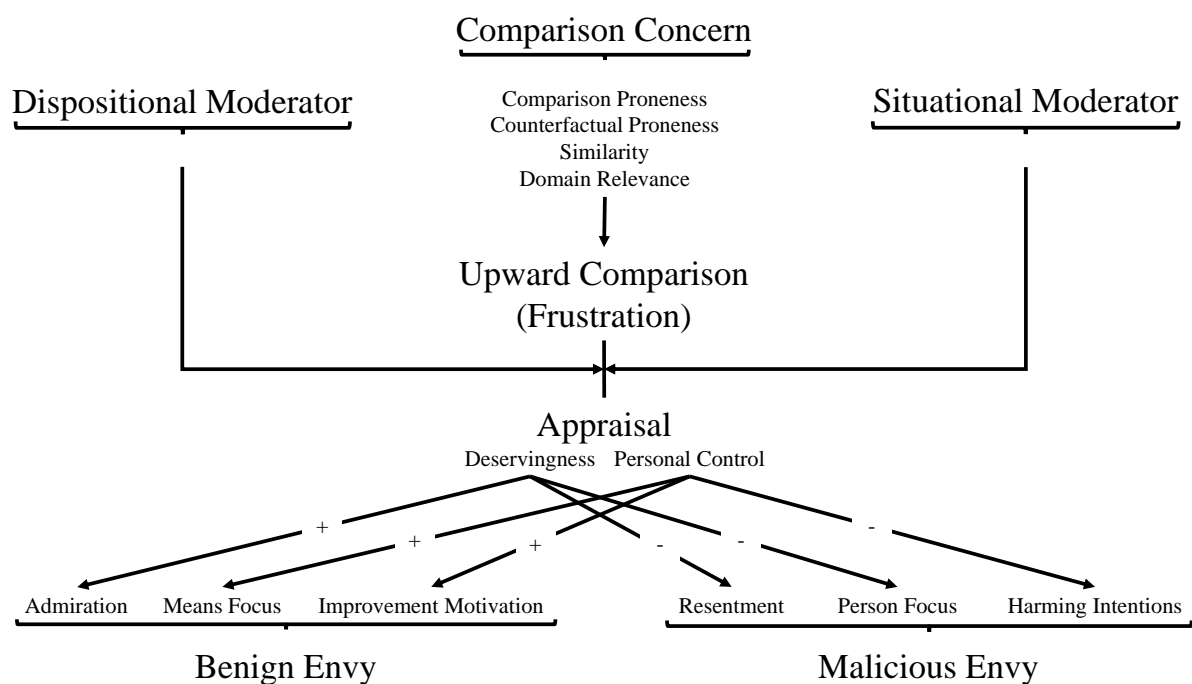 Comparison Concern
Dispositional Moderator
Situational Moderator
Comparison Proneness
Counterfactual Proneness
Similarity
Domain Relevance
Upward Comparison
(Frustration)
Appraisal
Deservingness Personal Control
+ + + - - -
Admiration Means Focus Improvement Motivation Resentment Person Focus Harming Intentions
Benign Envy Malicious Envy